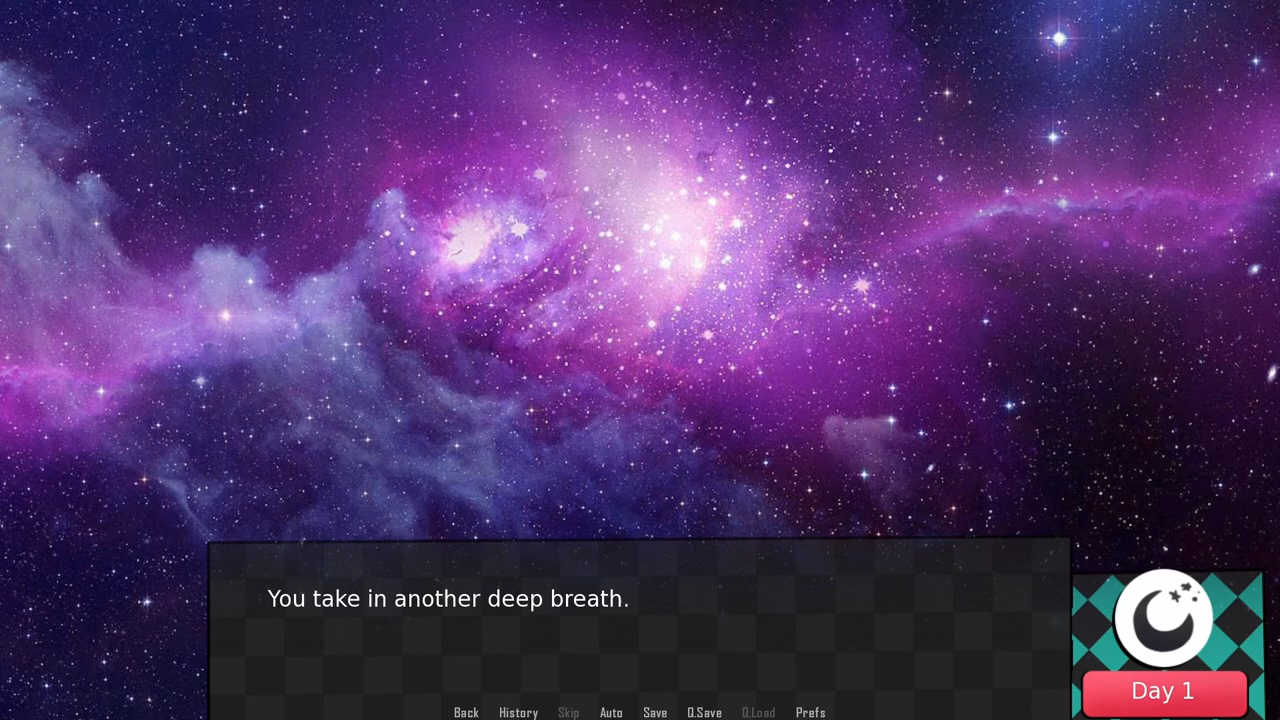 You take in another deep breath.
Day 1
Back History Skip Auto Save Q.Save Q.Load Prefs